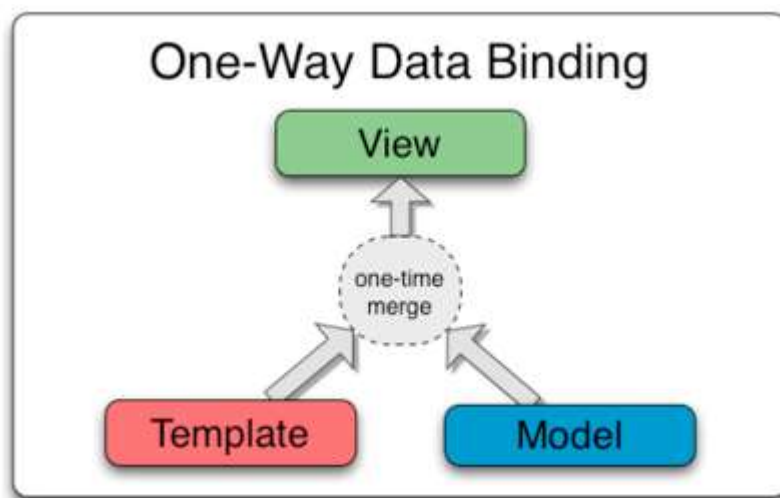 One-Way Data Binding
View
one-time
merge
Template
Model